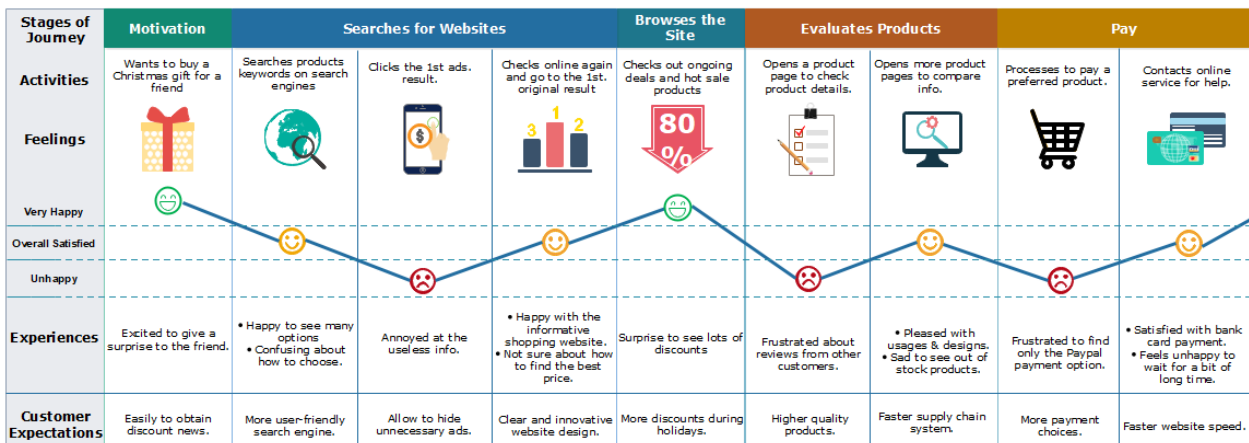 Stages of
Journey
Motivation
Searches for Websites
Browses the
Site
Evaluates Products
Pay
Activities
Wants to buy a
Christmas gift for a
friend
Searches products
keywords on search
engines
Clicks the 1st ads.
result.
Checks online again
and go to the 1st.
original result
Checks out ongoing
deals and hot sale
products
Opens a product
page to check
product details.
Opens more product
pages to compare
info.
Processes to pay a
preferred product.
Contacts online
service for help.
Feelings
$
3 1 2
80
%
Very Happy
Overall Satisfied
Unhappy
Experiences
Excited to give a
surprise to the friend.
• Happy to see many
options
• Confusing about
how to choose.
Annoyed at the
useless info.
• Happy with the
informative
shopping website.
• Not sure about how
to find the best
price.
Surprise to see lots of
discounts
Frustrated about
reviews from other
customers.
• Pleased with
usages & designs.
• Sad to see out of
stock products.
Frustrated to find
only the Paypal
payment option.
• Satisfied with bank
card payment.
• Feels unhappy to
wait for a bit of
long time.
Customer
Expectations
Easily to obtain
discount news.
More user-friendly
search engine.
Allow to hide
unnecessary ads.
Clear and innovative
website design.
More discounts during
holidays.
Higher quality
products.
Faster supply chain
system.
More payment
choices.
Faster website speed.